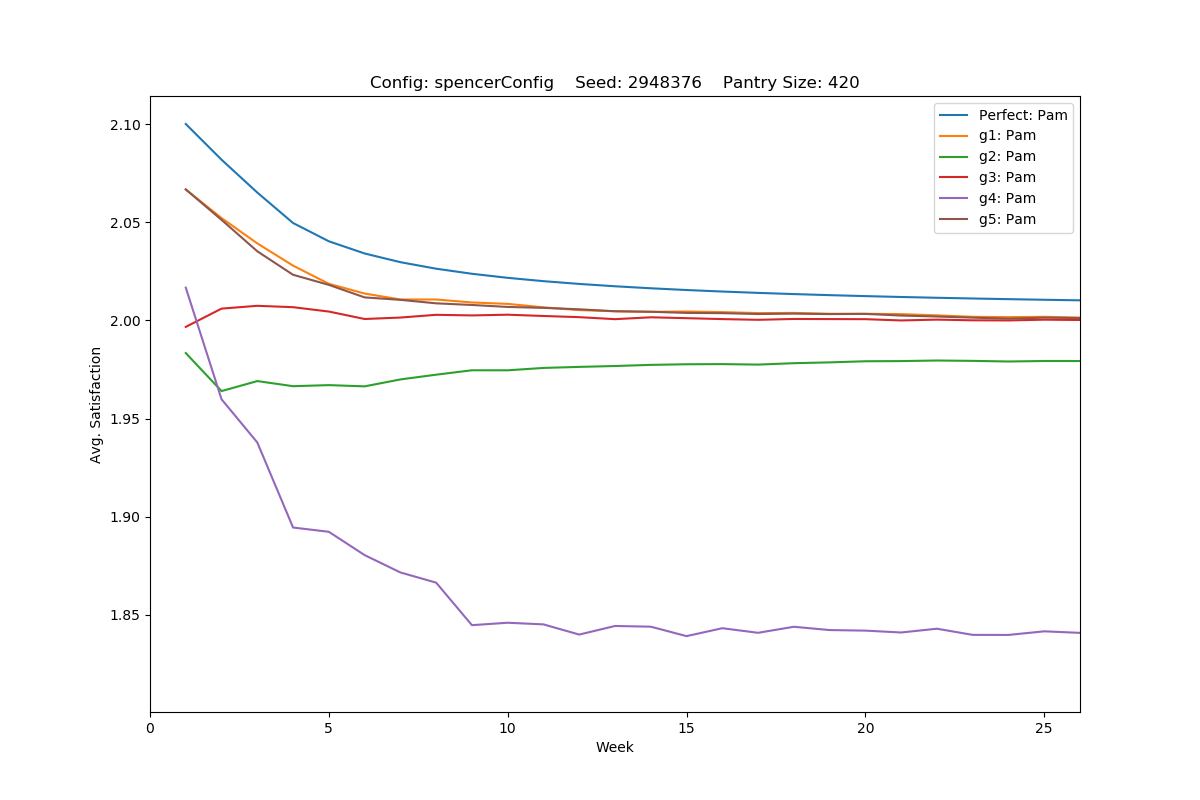 Config: spencerConfig    Seed: 2948376    Pantry Size: 420
Perfect: Pam
g1: Pam
g2: Pam
g3: Pam
g4: Pam
g5: Pam
2.10
2.05
2.00
1.95
1.90
1.85
Avg. Satisfaction
0 5 10 15 20 25
Week